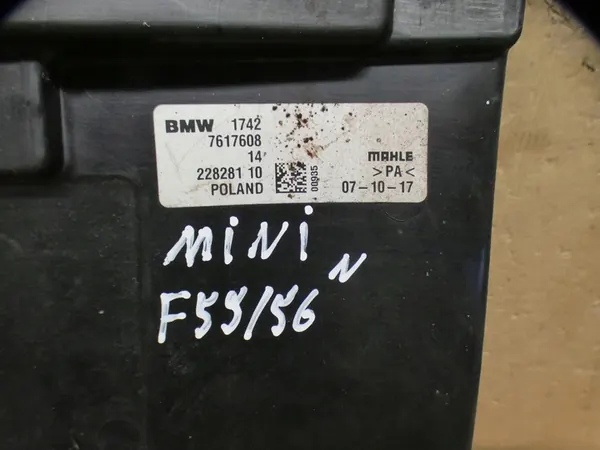 BMW 1742
7617608
14
228281 10
POLAND
00935
MAHLE
>PA<
07-10-17
MiNi N
F55/56